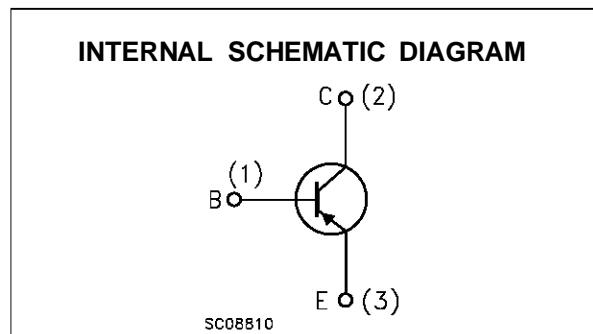 INTERNAL SCHEMATIC DIAGRAM
C (2)
(1)
B
E (3)
SC08810